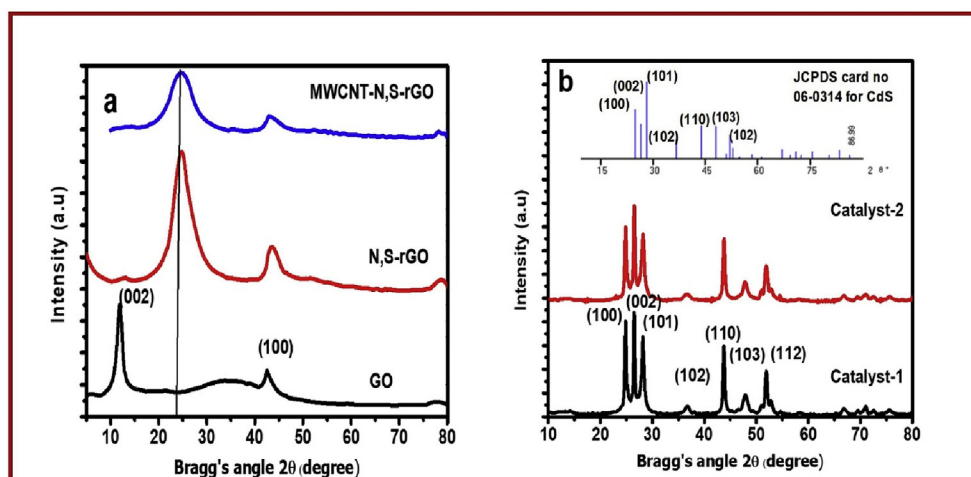 a
MWCNT-N,S-rGO
N,S-rGO
(002)
(100)
GO
Intensity (a.u)
10 20 30 40 50 60 70 80
Bragg's angle 2θ (degree)
b
JCPDS card no
06-0314 for CdS
(101)
(002)
(100)
(110) (103)
(102) (102)
86.99
15 30 45 60 75 2 θ°
Catalyst-2
(002)
(100) (101)
(110)
(103) (112)
(102)
Catalyst-1
Intensity (a.u)
10 20 30 40 50 60 70 80
Bragg's angle 2θ (degree)